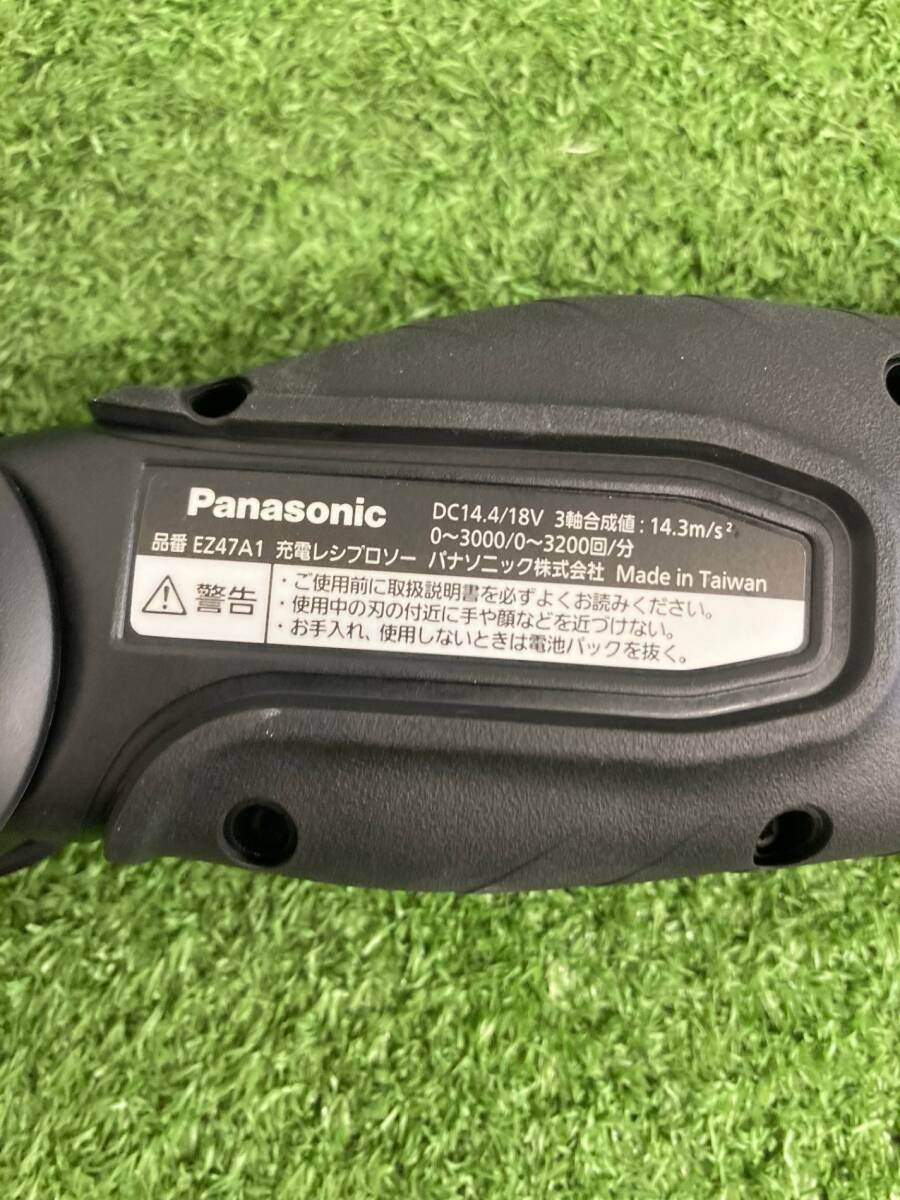 Panasonic
DC14.4/18V 3軸合成値:14.3m/s²
0～3000/0～3200回/分
品番 EZ47A1 充電レシプロソー パナソニック株式会社 Made in Taiwan
警告
・ご使用前に取扱説明書を必ずよくお読みください。
・使用中の刃の付近に手や顔などを近づけない。
・お手入れ、使用しないときは電池パックを抜く。